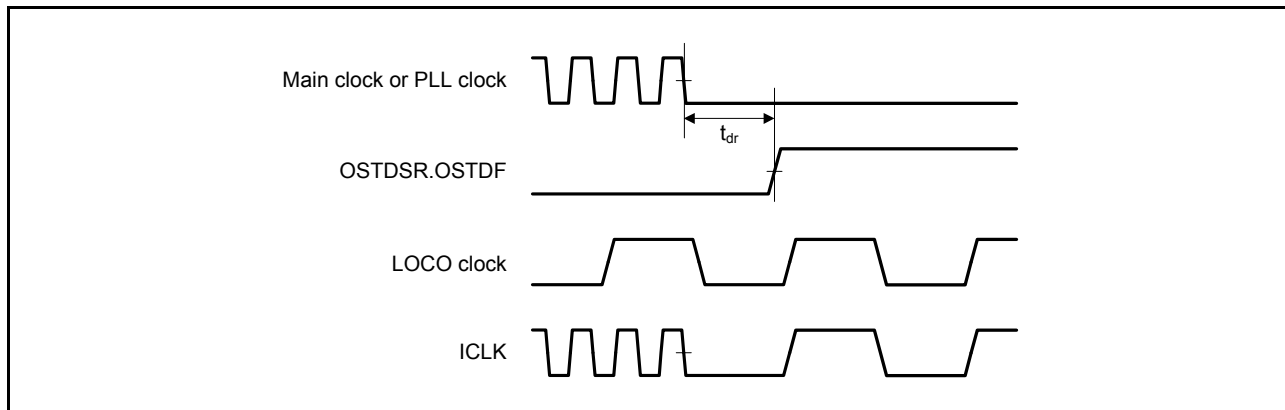 Main clock or PLL clock
tdr
OSTDSR.OSTDF
LOCO clock
ICLK